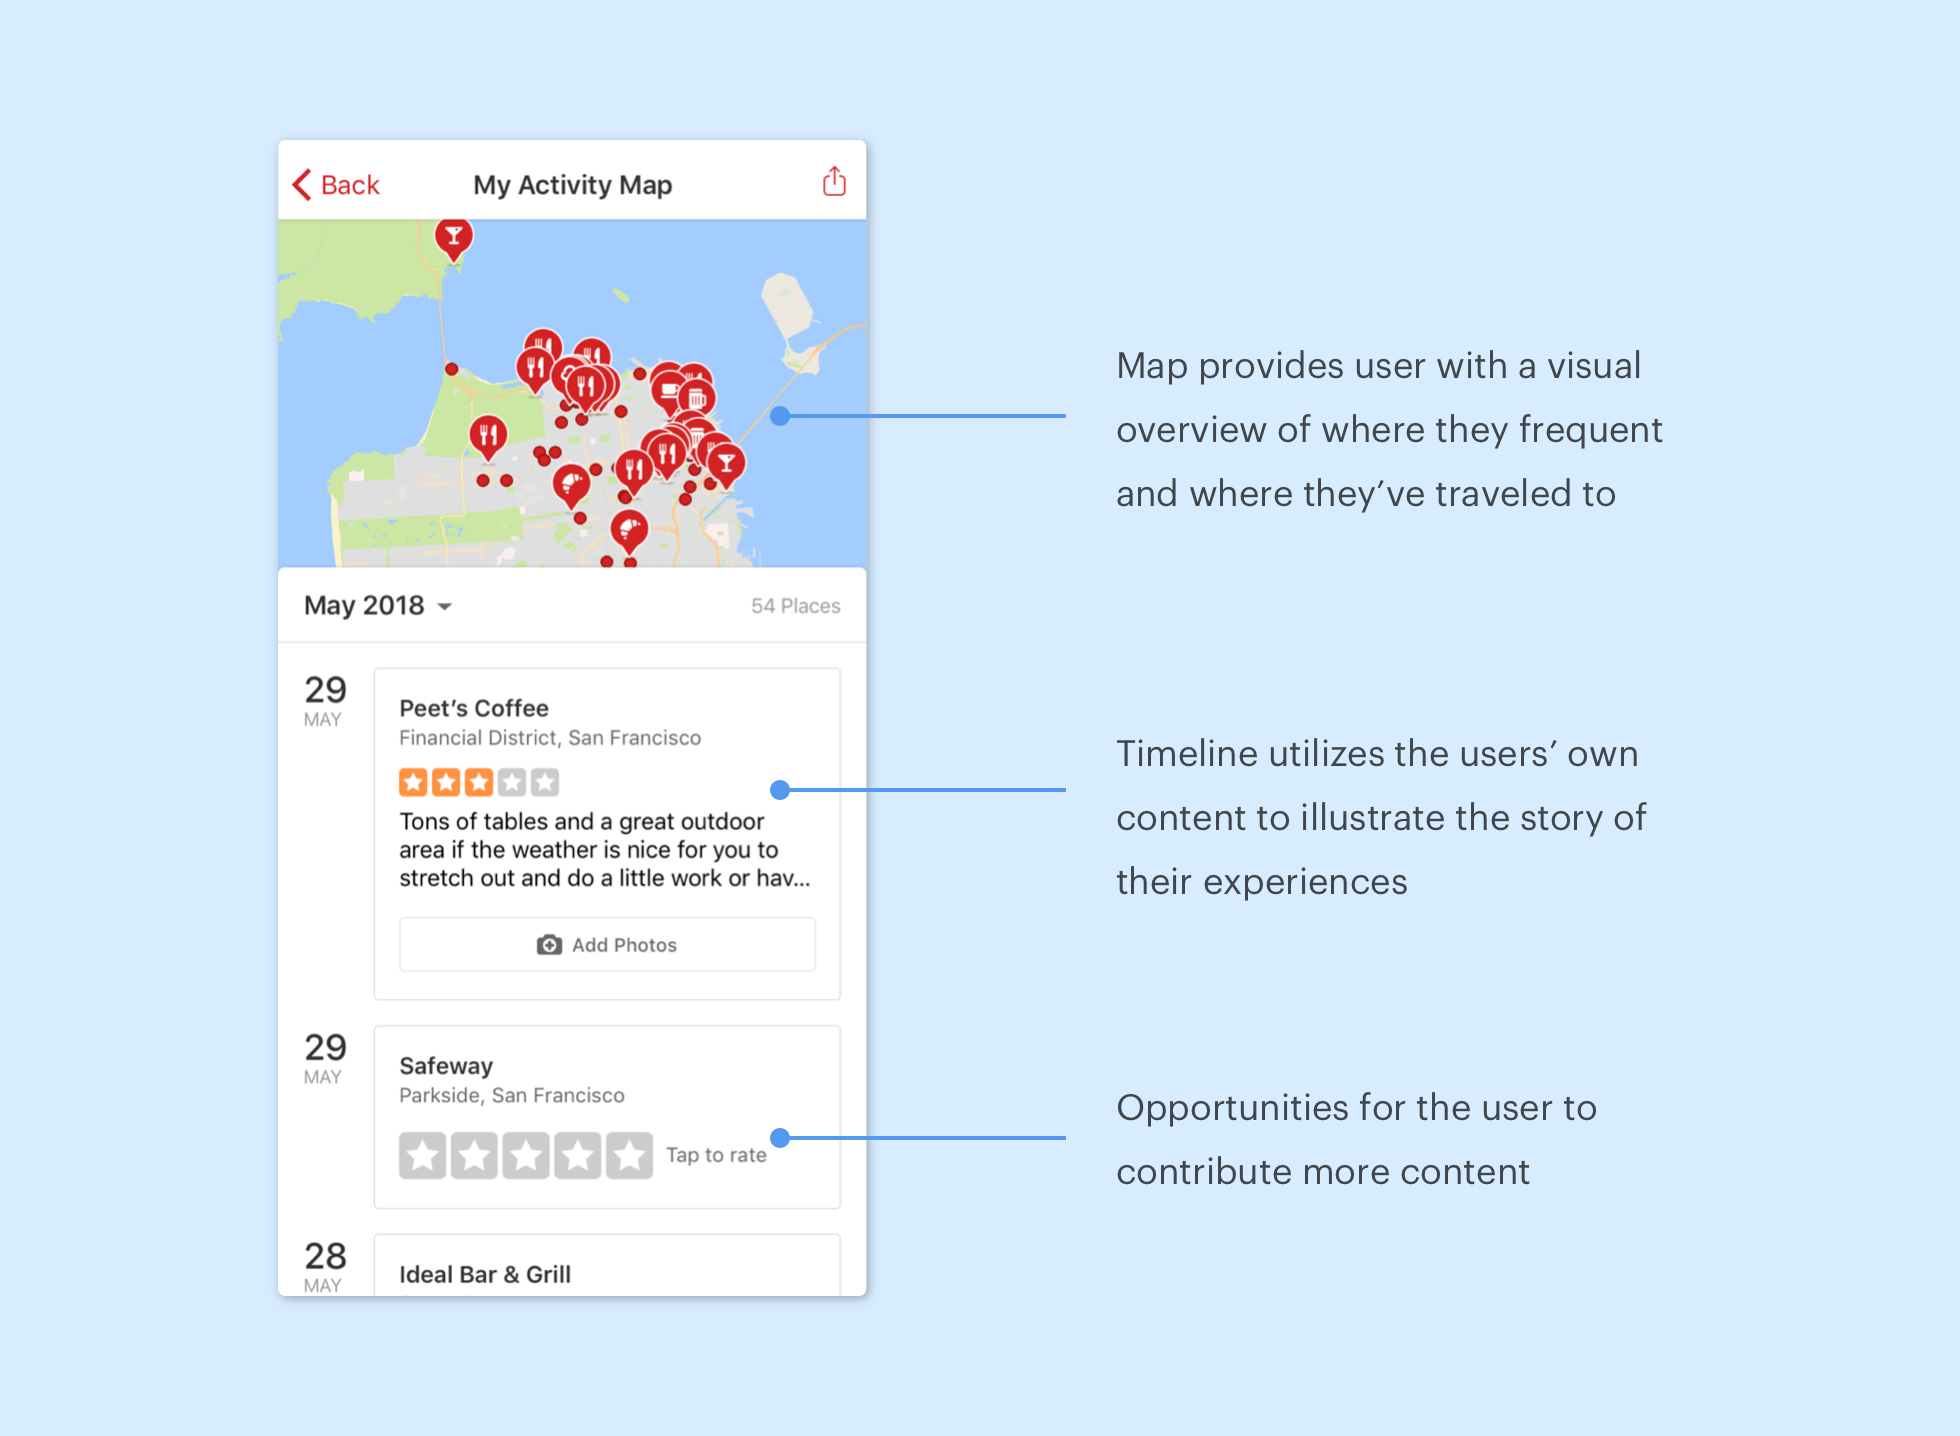 Back
My Activity Map
May 2018
54 Places
29
MAY
Peet's Coffee
Financial District, San Francisco
Tons of tables and a great outdoor
area if the weather is nice for you to
stretch out and do a little work or hav...
Add Photos
29
MAY
Safeway
Parkside, San Francisco
Tap to rate
28
MAY
Ideal Bar & Grill
Map provides user with a visual
overview of where they frequent
and where they’ve traveled to
Timeline utilizes the users’ own
content to illustrate the story of
their experiences
Opportunities for the user to
contribute more content